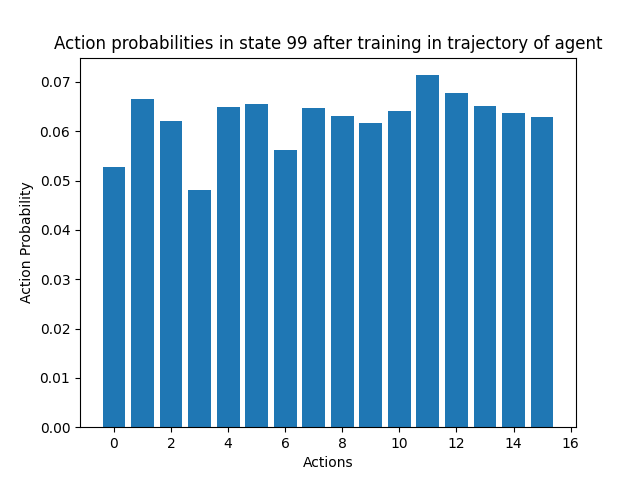 Action probabilities in state 99 after training in trajectory of agent
Action Probability
0.07
0.06
0.05
0.04
0.03
0.02
0.01
0.00
0 2 4 6 8 10 12 14 16
Actions